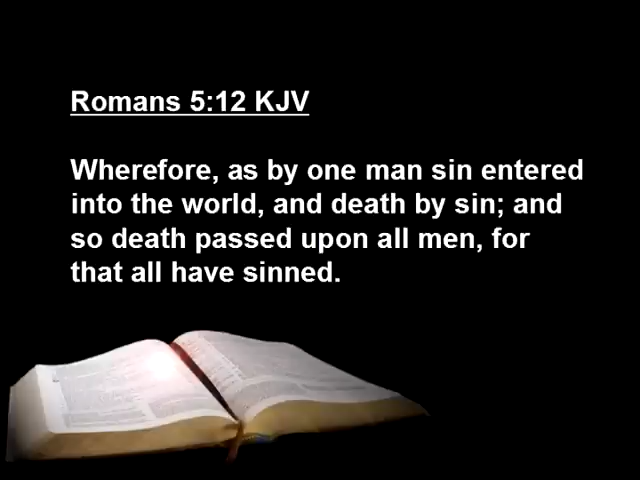 Romans 5:12 KJV
Wherefore, as by one man sin entered
into the world, and death by sin; and
so death passed upon all men, for
that all have sinned.